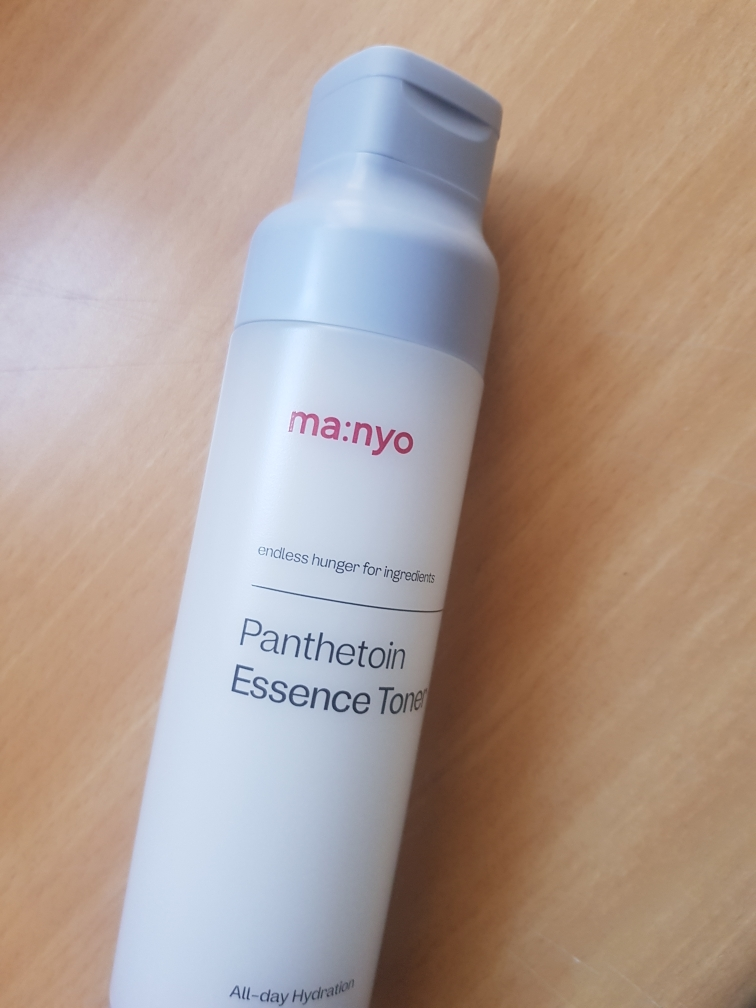 ma:nyo
endless hunger for ingredients
Panthetoin
Essence Toner
All-day Hydration